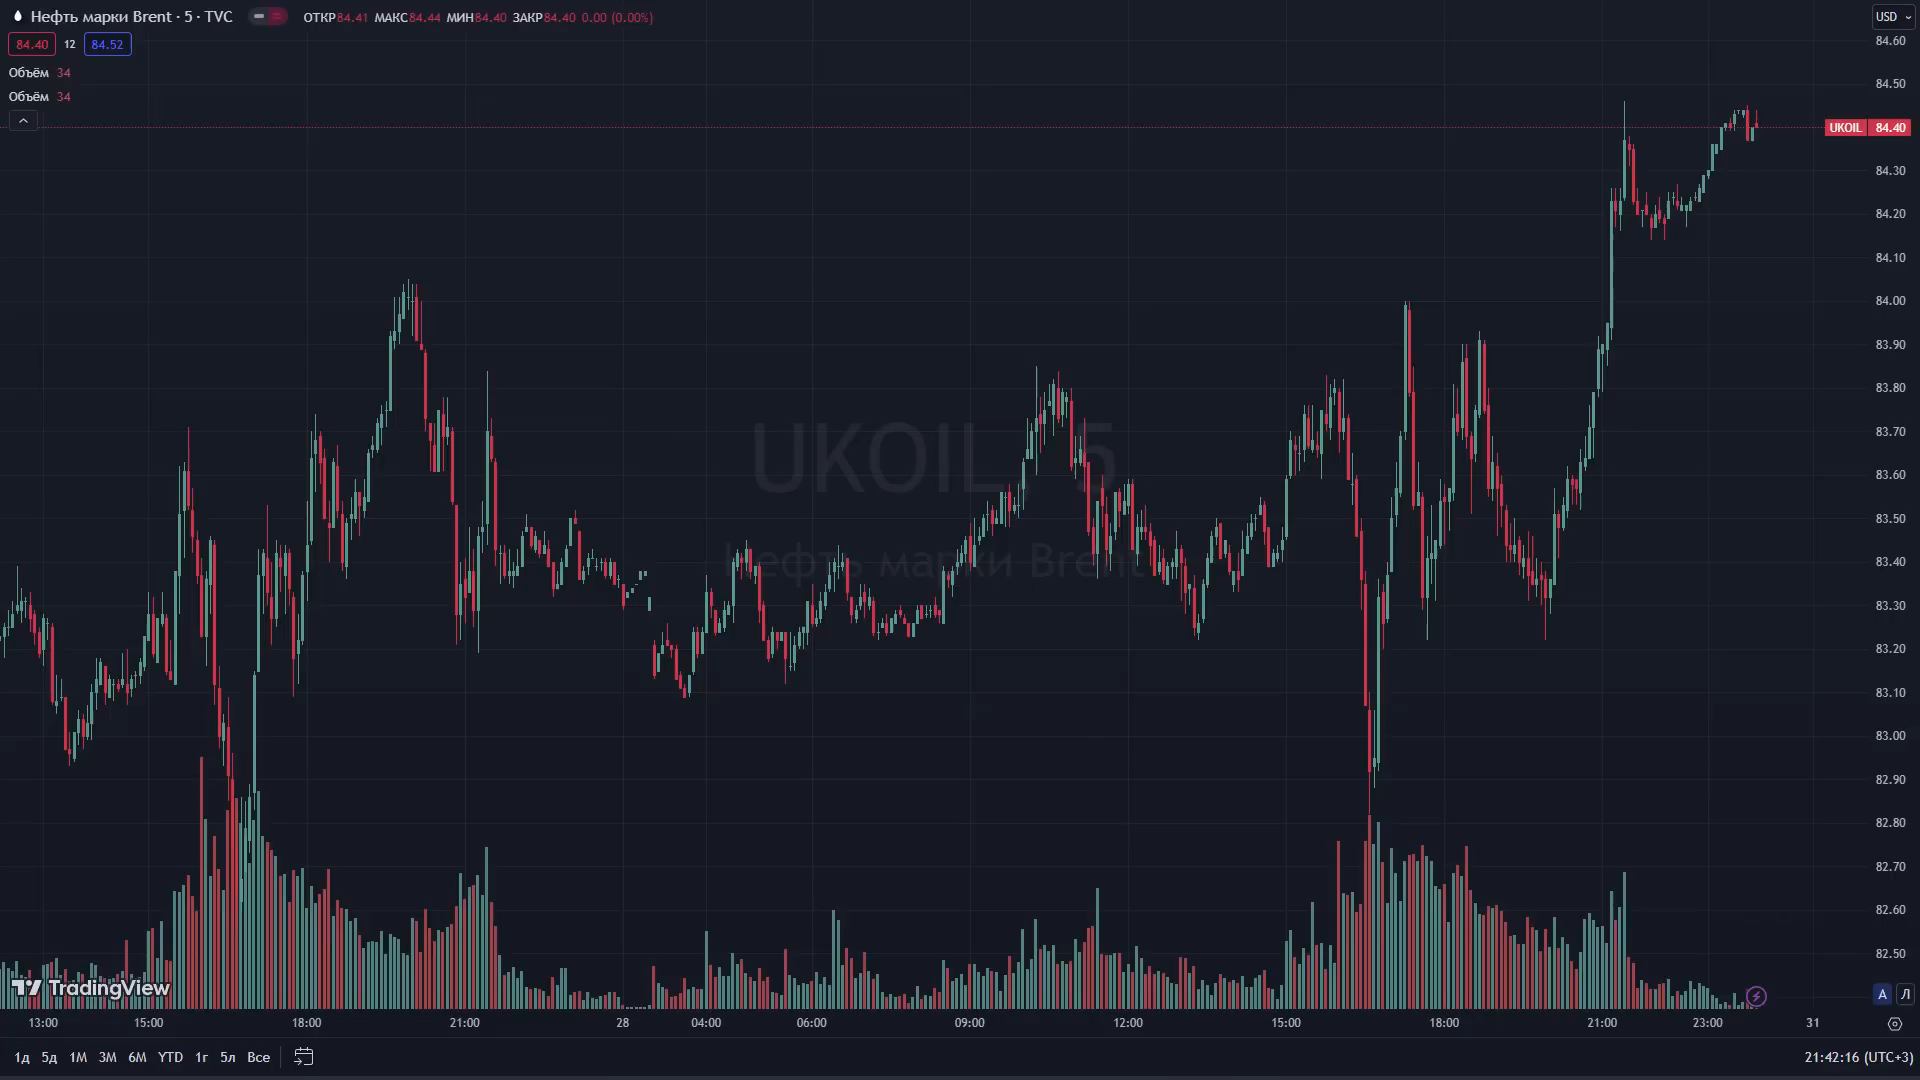 Нефть марки Brent · 5 · TVC ОТКР84.41 МАКС84.44 МИН84.40 ЗАКР84.40 0.00 (0.00%)
USD
84.40 12 84.52
Объём 34
Объём 34
84.60
84.50
UKOIL 84.40
84.30
84.20
84.10
84.00
83.90
83.80
83.70
83.60
83.50
83.40
83.30
83.20
83.10
83.00
82.90
82.80
82.70
82.60
82.50
UKOIL, 5
Нефть марки Brent
TradingView
А Л
13:00 15:00 18:00 21:00 28 04:00 06:00 09:00 12:00 15:00 18:00 21:00 23:00 31
1д 5д 1М 3М 6М YTD 1г 5л Все 21:42:16 (UTC+3)